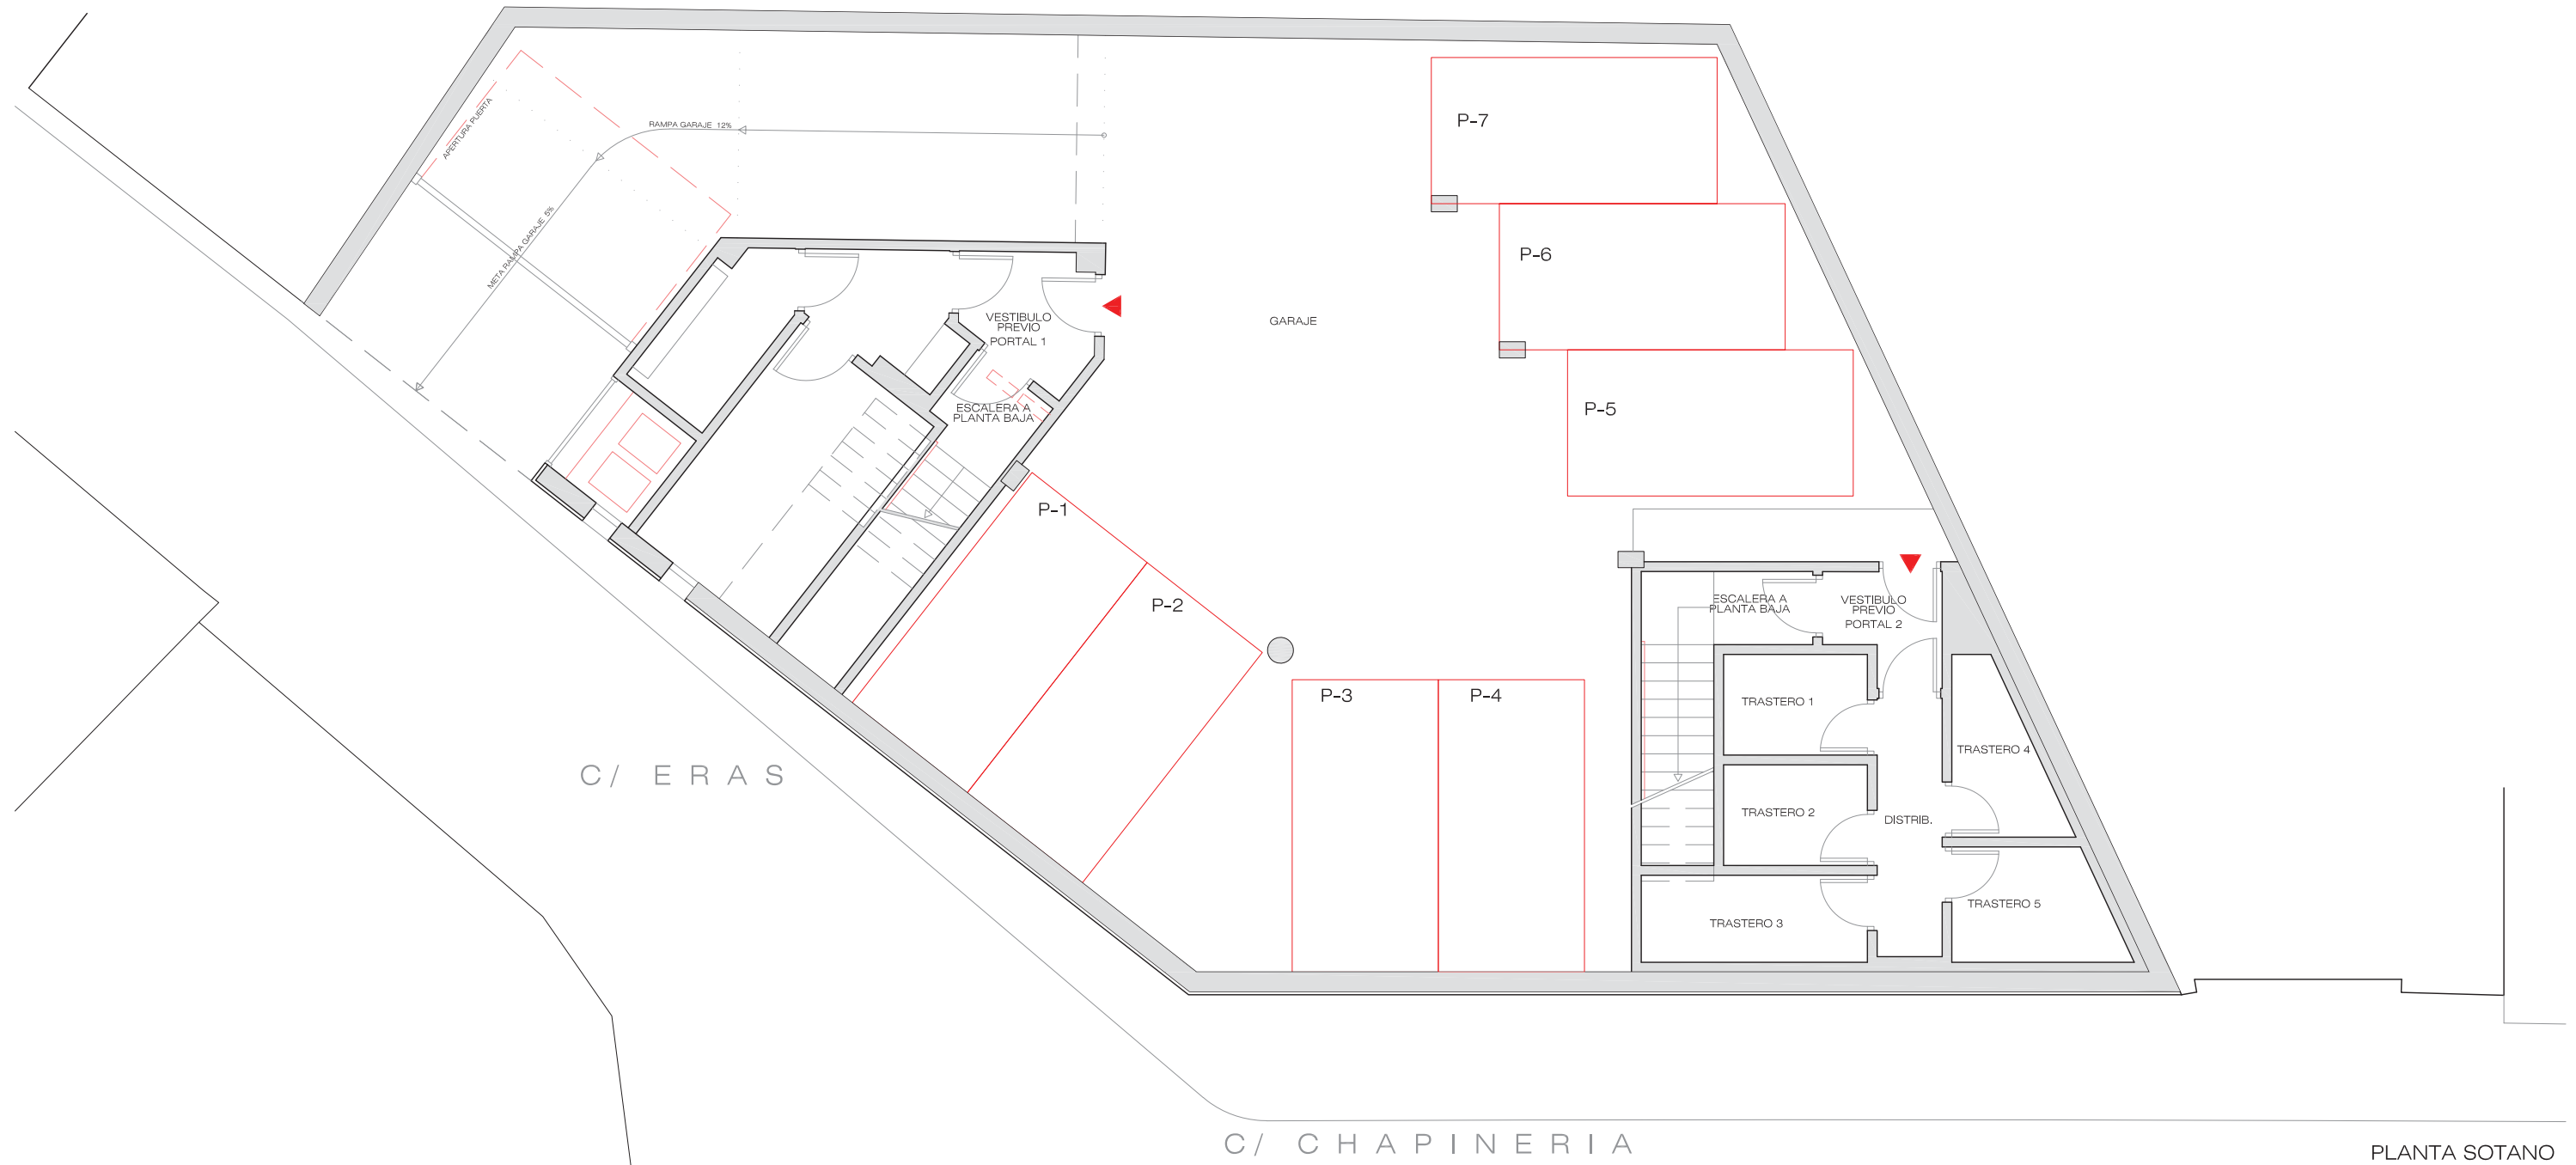 P-7
APERTURA PUERTA
RAMPA GARAJE 12%
META RAMPA GARAJE 5%
P-6
VESTIBULO
PREVIO
PORTAL 1
GARAJE
ESCALERA A
PLANTA BAJA
P-5
P-1
P-2
ESCALERA A
PLANTA BAJA
VESTIBULO
PREVIO
PORTAL 2
P-3
P-4
TRASTERO 1
TRASTERO 4
C/ ERAS
TRASTERO 2
DISTRIB.
TRASTERO 3
TRASTERO 5
C/ CHAPINERIA
PLANTA SOTANO